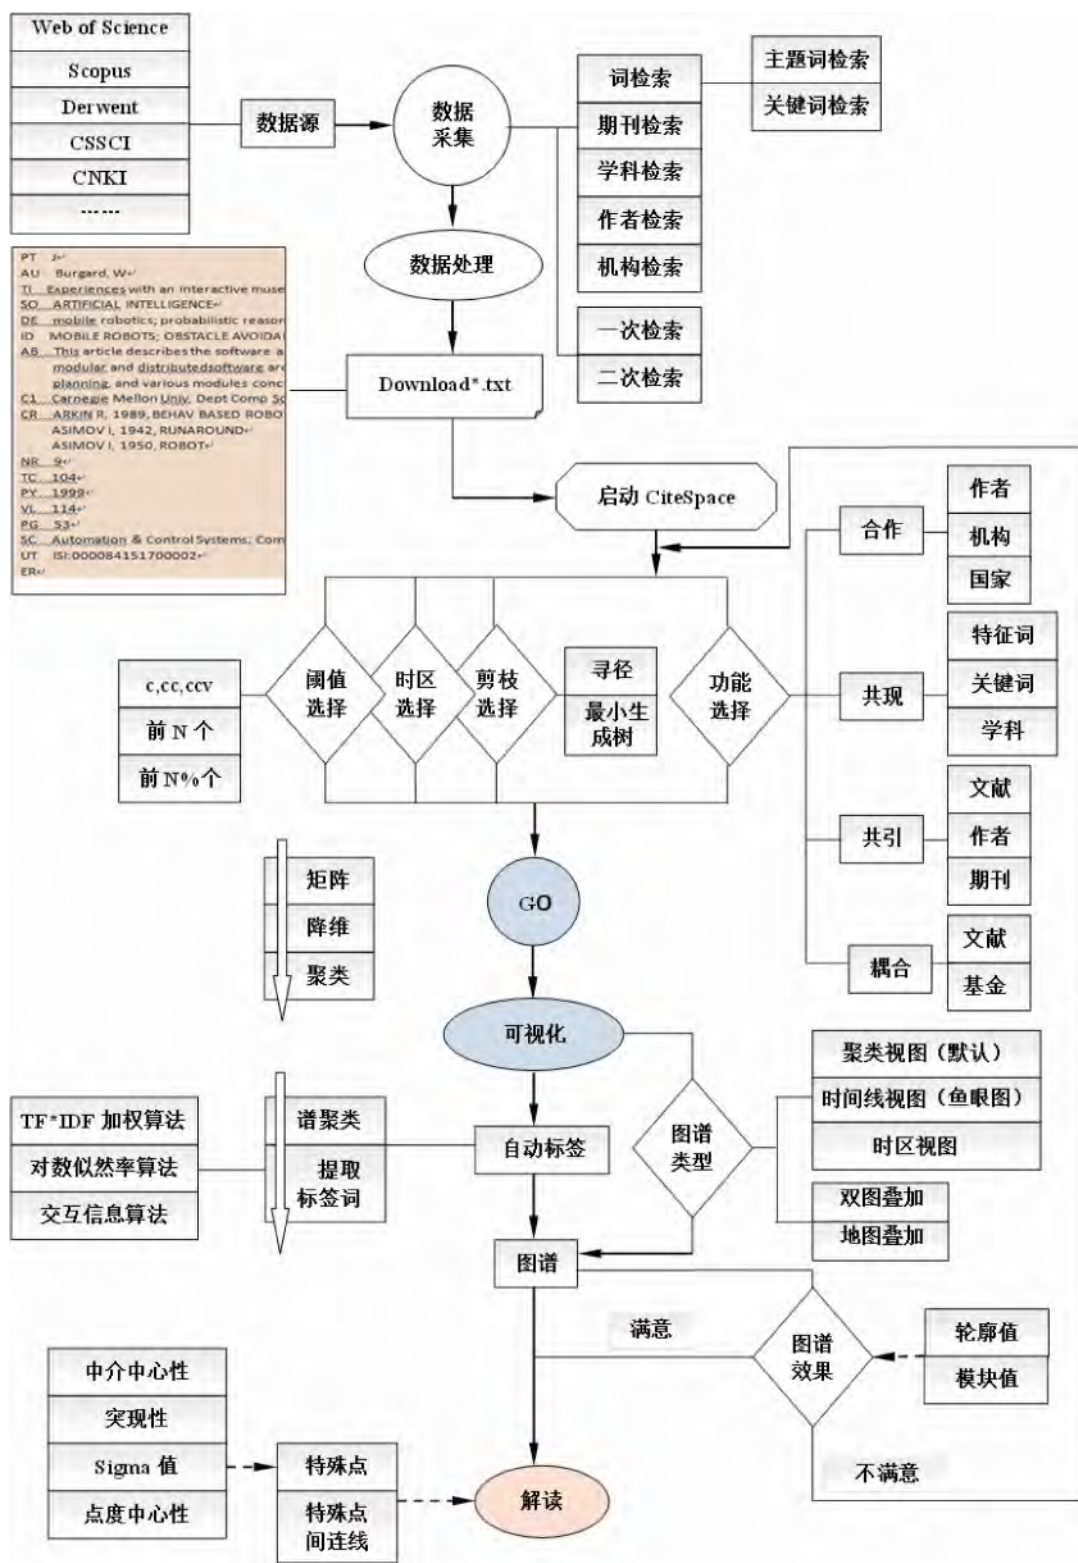 Web of Science
Scopus
Derwent
CSSCI
CNKI
------
数据源
数据
采集
词检索
期刊检索
学科检索
作者检索
机构检索
一次检索
二次检索
主题词检索
关键词检索
数据处理
Download*.txt
PT J↵
AU Burgard, W↵
TI Experiences with an interactive muse
SO ARTIFICIAL INTELLIGENCE↵
DE mobile robotics; probabilistic reason
ID MOBILE ROBOTS; OBSTACLE AVOIDA
AB This article describes the software a
modular and distributedsoftware are
planning, and various modules conc
C1 Carnegie Mellon Univ, Dept Comp Sc
CR ARKIN R, 1989, BEHAV BASED ROBO
ASIMOV I, 1942, RUNAROUND↵
ASIMOV I, 1950, ROBOT↵
NR 9↵
TC 104↵
PY 1999↵
VL 114↵
PG 53↵
SC Automation & Control Systems; Com
UT ISI:000084151700002↵
ER↵
启动 CiteSpace
合作
作者
机构
国家
共现
特征词
关键词
学科
共引
文献
作者
期刊
耦合
文献
基金
c,cc,ccv
前 N 个
前 N%个
阈值
选择
时区
选择
剪枝
选择
寻径
最小生
成树
功能
选择
矩阵
降维
聚类
GO
可视化
TF*IDF 加权算法
对数似然率算法
交互信息算法
谱聚类
提取
标签词
自动标签
图谱
类型
聚类视图（默认）
时间线视图（鱼眼图）
时区视图
双图叠加
地图叠加
图谱
满意
图谱
效果
轮廓值
模块值
不满意
中介中心性
突现性
Sigma 值
点度中心性
特殊点
特殊点
间连线
解读